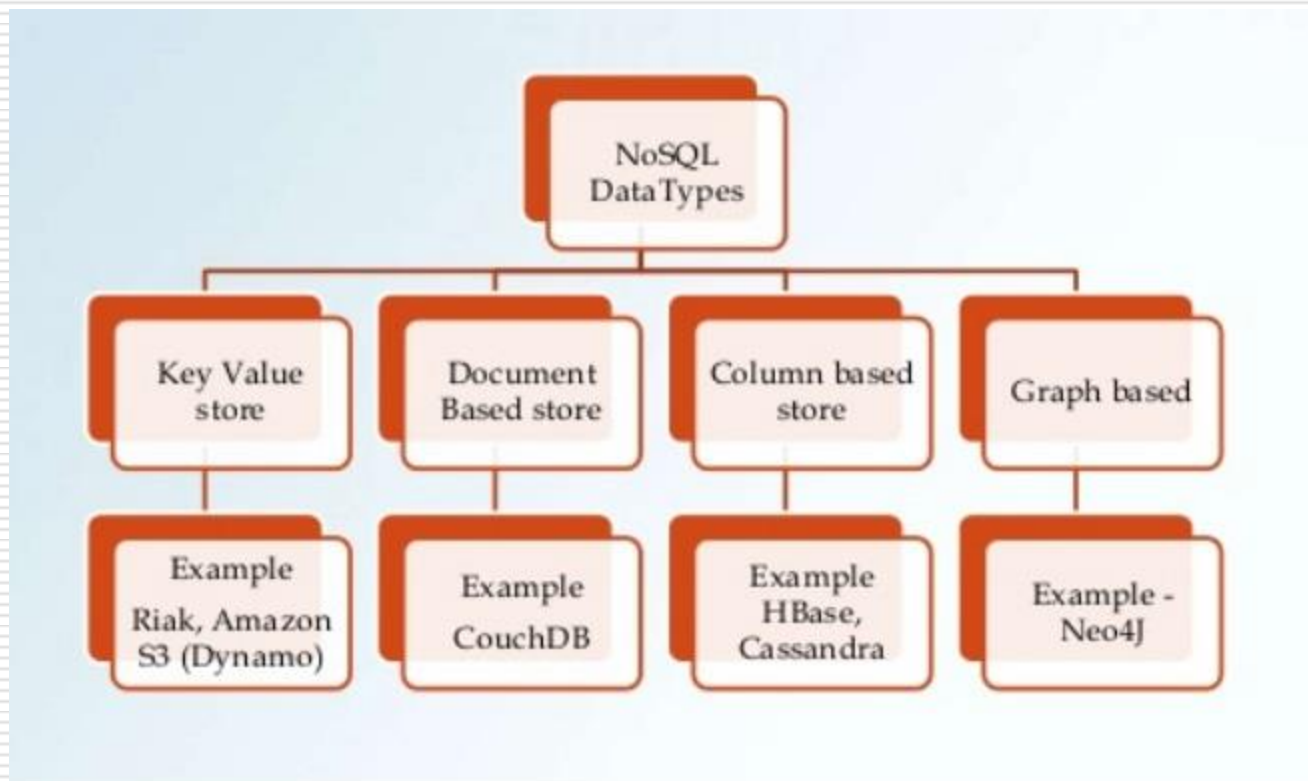 NoSQL
DataTypes
Key Value
store
Document
Based store
Column based
store
Graph based
Example
Riak, Amazon
S3 (Dynamo)
Example
CouchDB
Example
HBase,
Cassandra
Example -
Neo4J